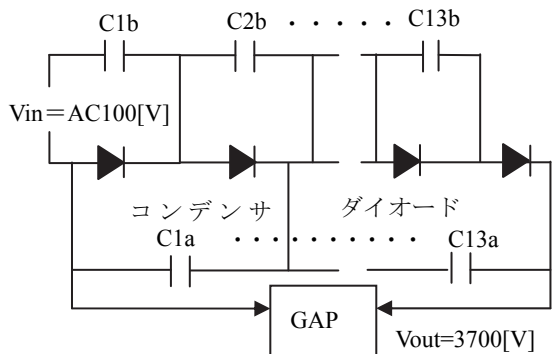 C1b C2b ・・・・・ C13b
Vin＝AC100[V]
コンデンサ ダイオード
C1a ・・・・・・・・・・ C13a
GAP
Vout=3700[V]